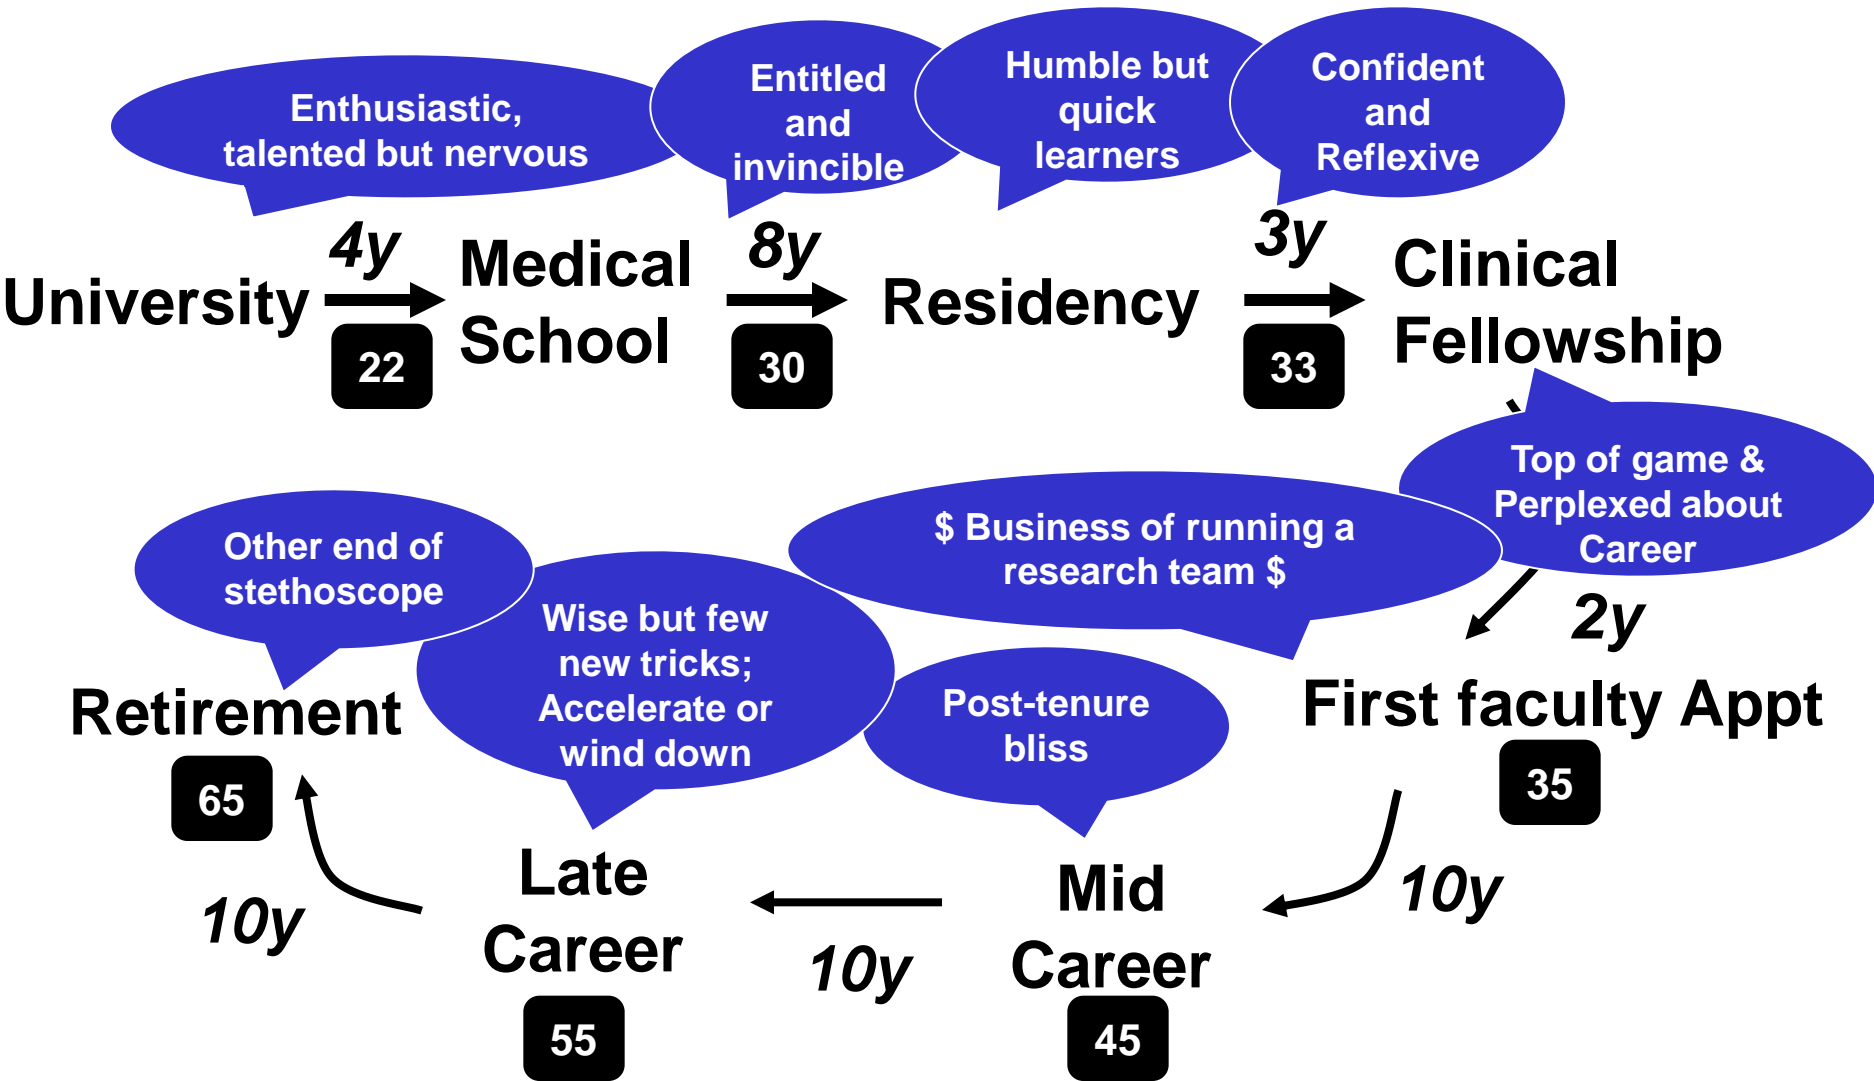 Enthusiastic,
talented but nervous
Entitled
and
invincible
Humble but
quick
learners
Confident
and
Reflexive
University
4y
22
Medical
School
8y
30
Residency
3y
33
Clinical
Fellowship
Top of game &
Perplexed about
Career
2y
$ Business of running a
research team $
First faculty Appt
35
10y
Post-tenure
bliss
Mid
Career
45
10y
Wise but few
new tricks;
Accelerate or
wind down
Late
Career
55
10y
Other end of
stethoscope
Retirement
65